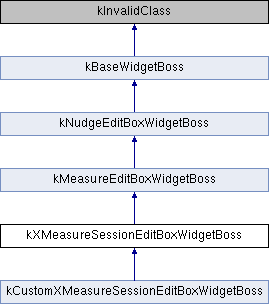 kInvalidClass
kBaseWidgetBoss
kNudgeEditBoxWidgetBoss
kMeasureEditBoxWidgetBoss
kXMeasureSessionEditBoxWidgetBoss
kCustomXMeasureSessionEditBoxWidgetBoss